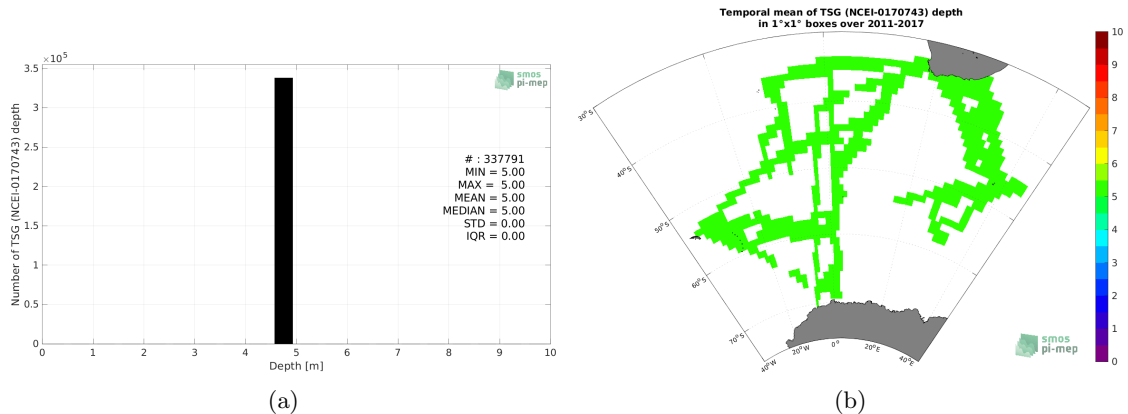 ×10⁵
3.5
3
2.5
2
1.5
1
0.5
0
Number of TSG (NCEI-0170743) depth
smos
pi-mep
# : 337791
MIN = 5.00
MAX = 5.00
MEAN = 5.00
MEDIAN = 5.00
STD = 0.00
IQR = 0.00
0 1 2 3 4 5 6 7 8 9 10
Depth [m]
(a)
Temporal mean of TSG (NCEI-0170743) depth
in 1°x1° boxes over 2011-2017
30°S
40°S
50°S
60°S
70°S
40°W
20°W
0°
20°E
40°E
10
9
8
7
6
5
4
3
2
1
0
smos
pi-mep
(b)